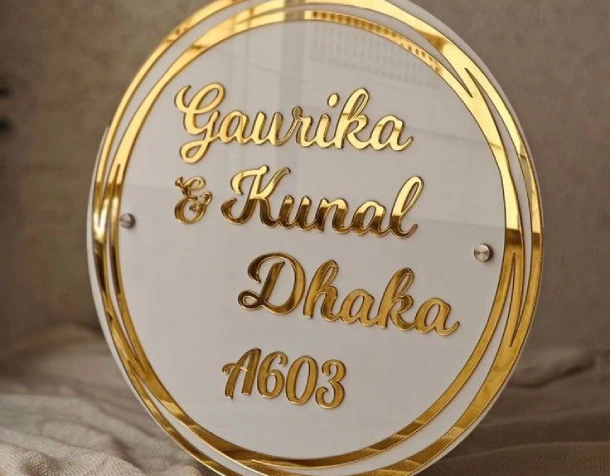 Gaurika
& Kunal
Dhaka
A603